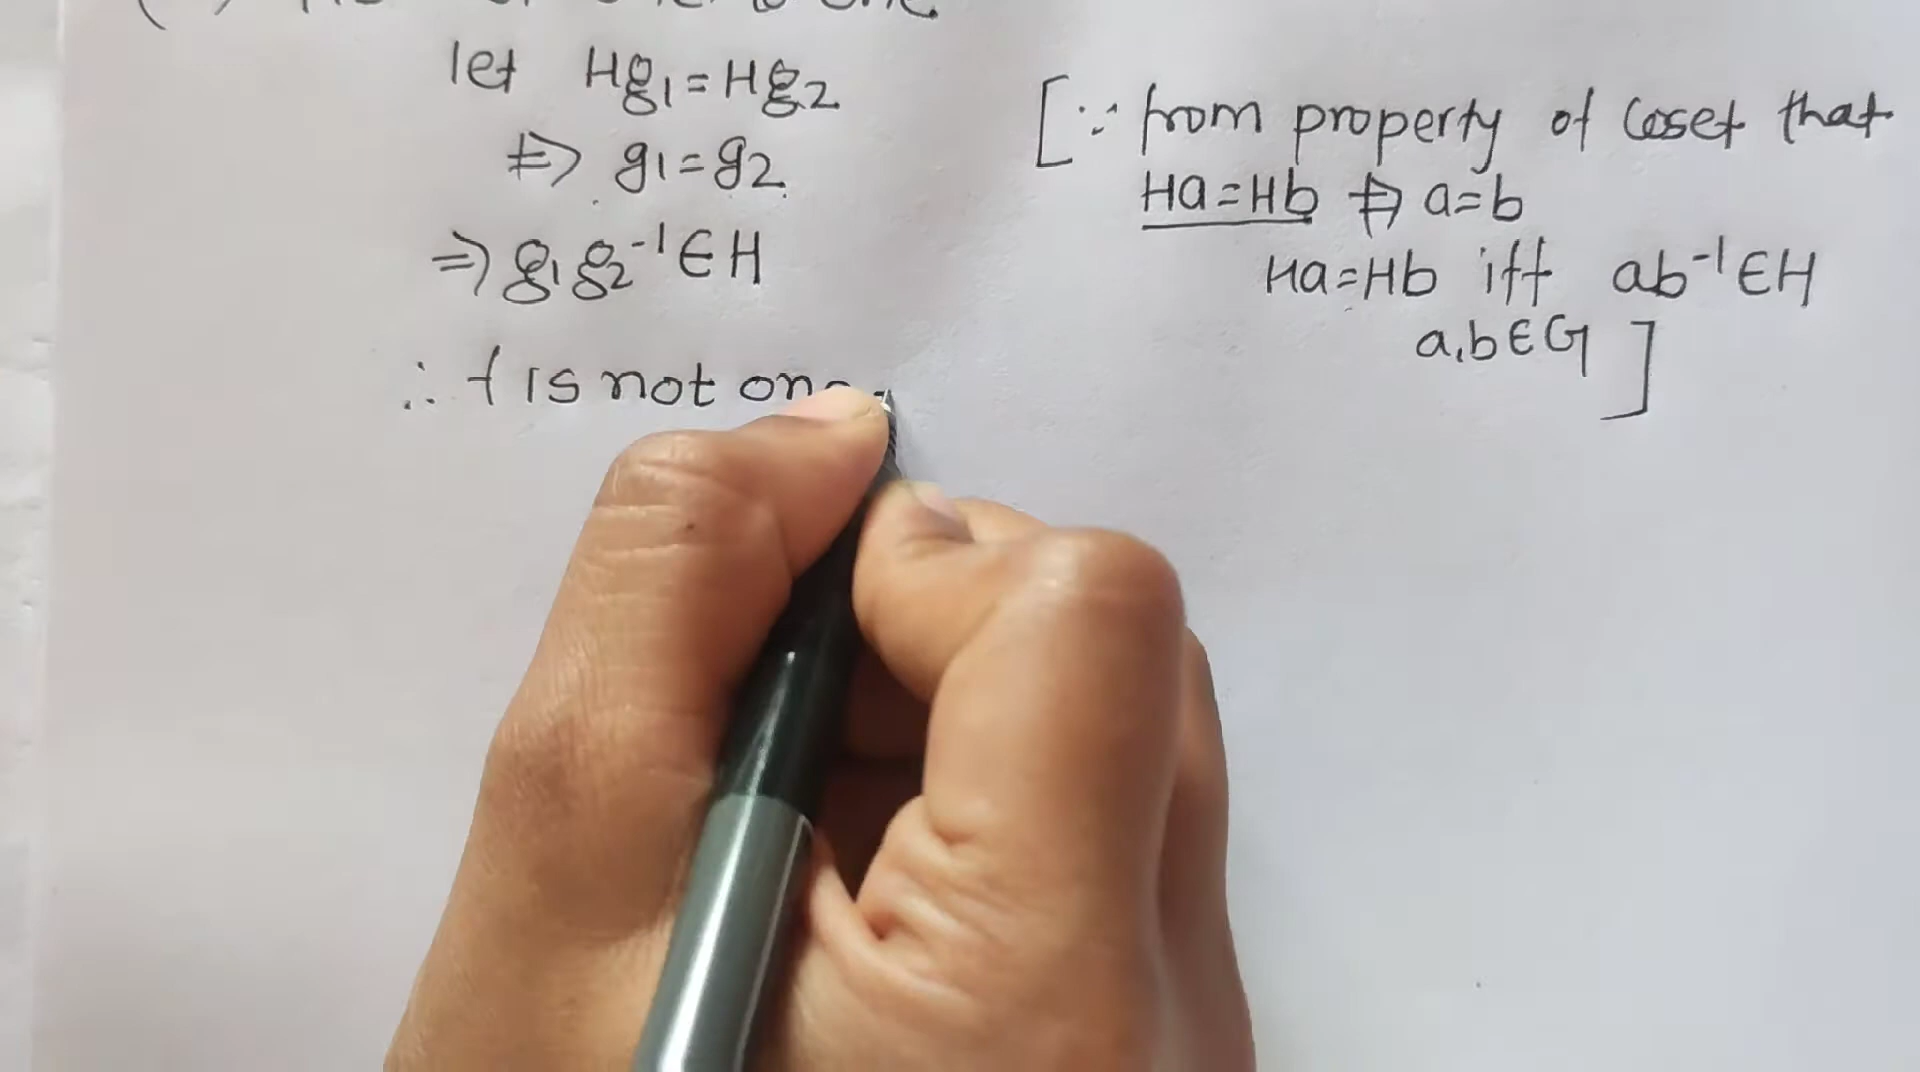 let Hg₁=Hg₂
⇏ g₁=g₂
⇒ g₁g₂⁻¹∈H
∴ f is not one-
[∵ from property of Coset that
Ha=Hb ⇏ a=b
Ha=Hb iff ab⁻¹∈H
a,b∈G]